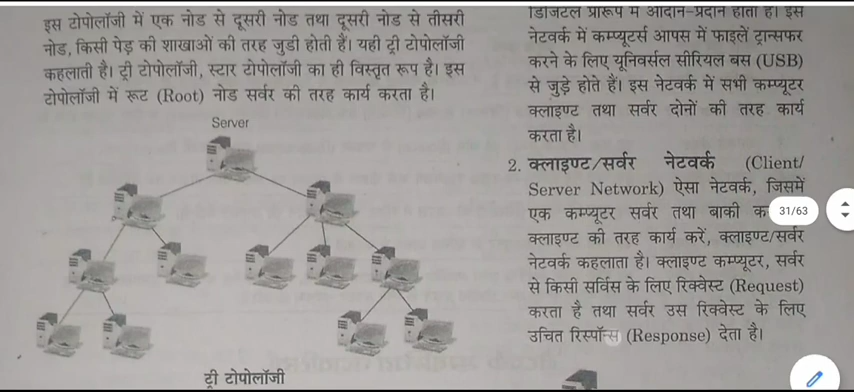 इस टोपोलॉजी में एक नोड से दूसरी नोड तथा दूसरी नोड से तीसरी
नोड, किसी पेड़ की शाखाओं की तरह जुडी होती हैं। यही ट्री टोपोलॉजी
कहलाती है। ट्री टोपोलॉजी, स्टार टोपोलॉजी का ही विस्तृत रूप है। इस
टोपोलॉजी में रूट (Root) नोड सर्वर की तरह कार्य करता है।
Server
ट्री टोपोलॉजी
डिजिटल प्रारूप में आदान-प्रदान होता है। इस
नेटवर्क में कम्प्यूटर्स आपस में फाइलें ट्रान्सफर
करने के लिए यूनिवर्सल सीरियल बस (USB)
से जुड़े होते हैं। इस नेटवर्क में सभी कम्प्यूटर
क्लाइण्ट तथा सर्वर दोनों की तरह कार्य
करता है।
2. क्लाइण्ट/सर्वर नेटवर्क (Client/
Server Network) ऐसा नेटवर्क, जिसमें
एक कम्प्यूटर सर्वर तथा बाकी
क्लाइण्ट की तरह कार्य करें, क्लाइण्ट/सर्वर
नेटवर्क कहलाता है। क्लाइण्ट कम्प्यूटर, सर्वर
से किसी सर्विस के लिए रिक्वेस्ट (Request)
करता है तथा सर्वर उस रिक्वेस्ट के लिए
उचित रिस्पॉन्स (Response) देता है।
31/63